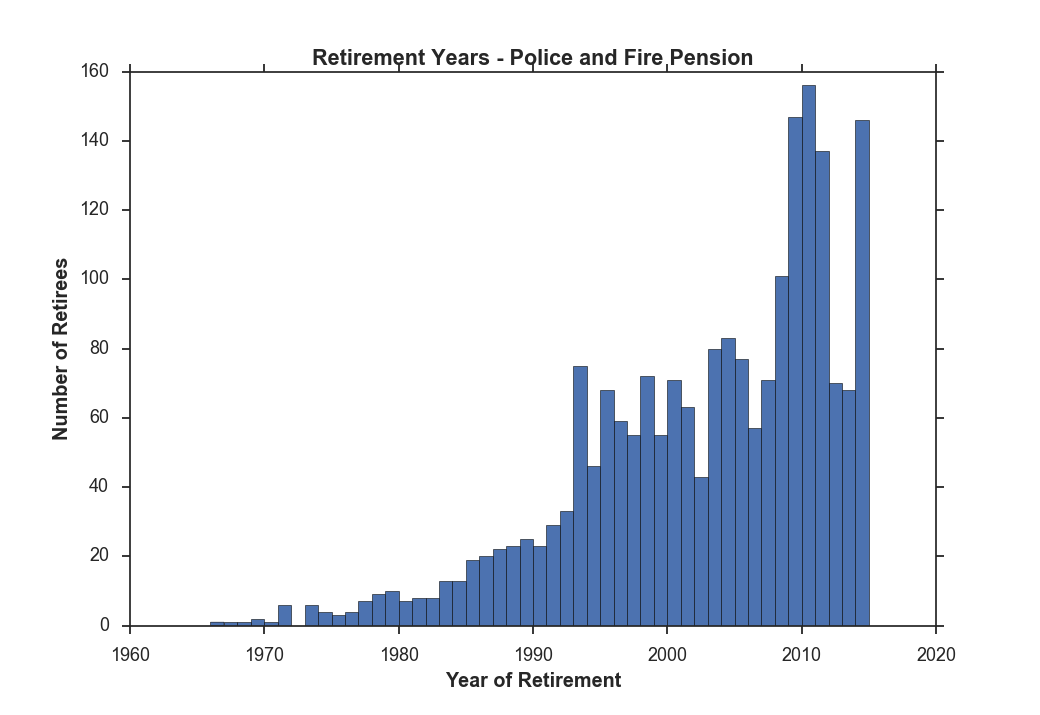 Retirement Years - Police and Fire Pension
160
140
120
100
80
60
40
20
0
Number of Retirees
1960 1970 1980 1990 2000 2010 2020
Year of Retirement